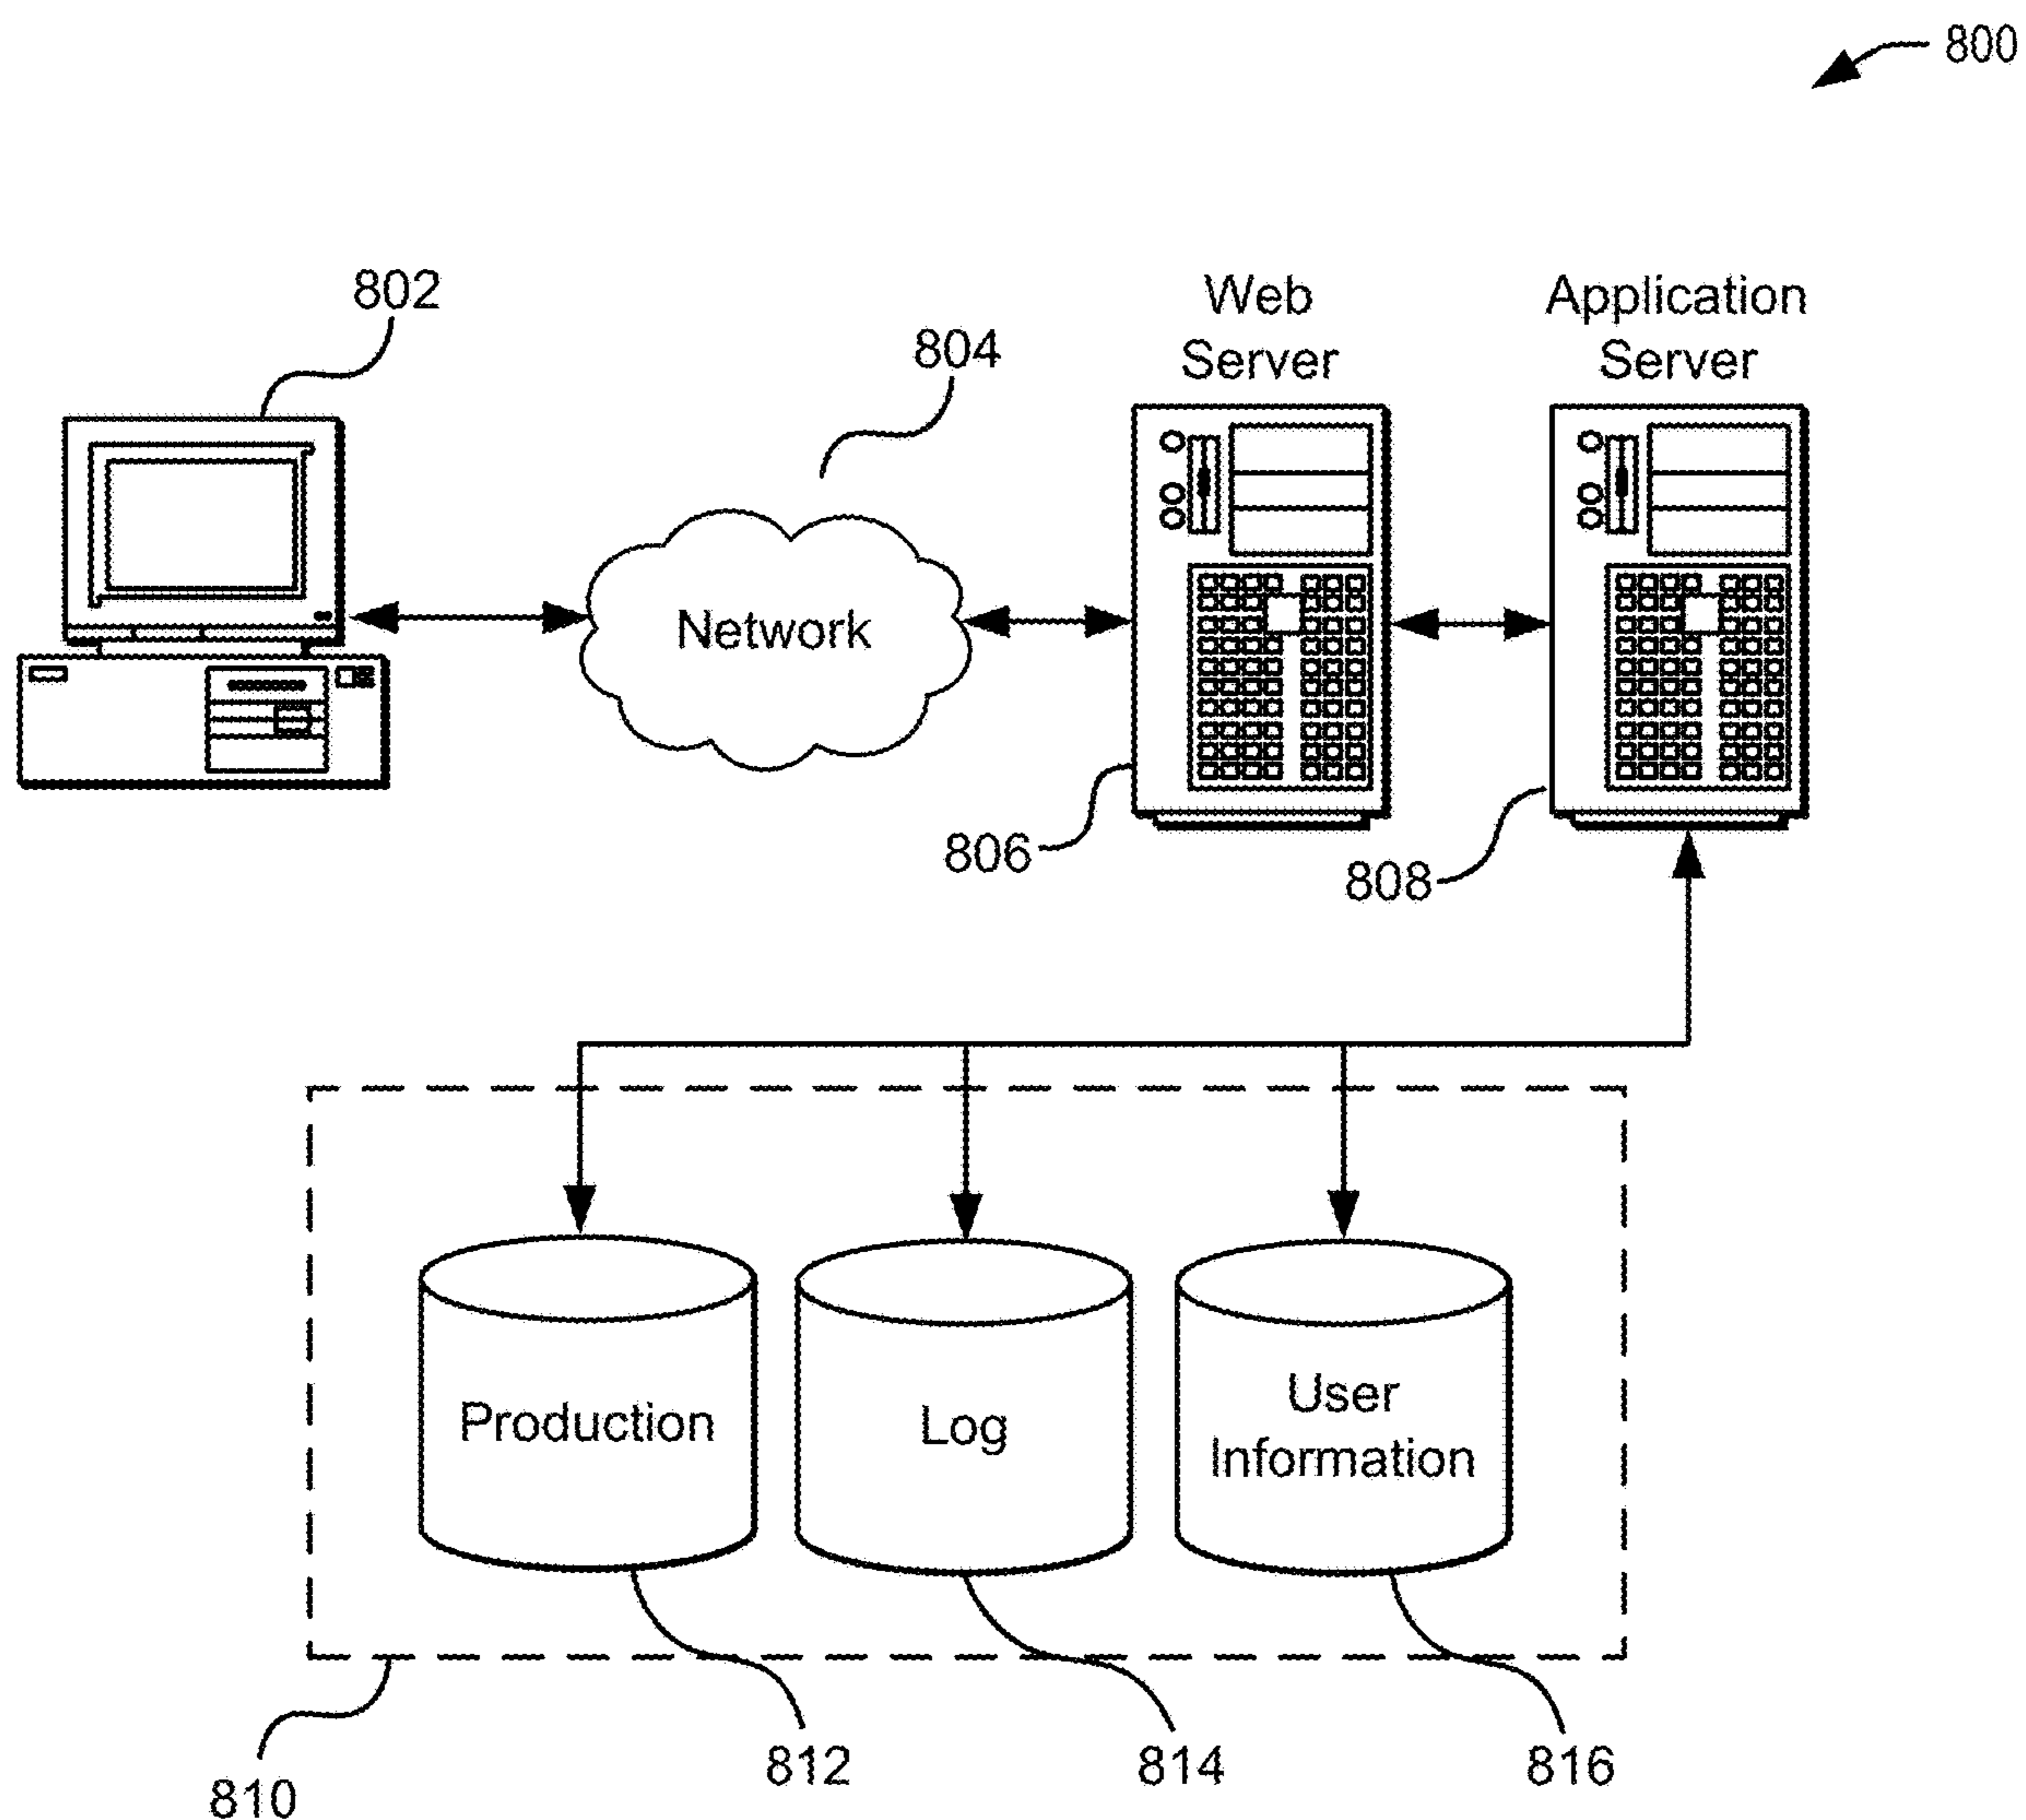 800
802
804
Web
Server
Application
Server
Network
806
808
Production
Log
User
Information
810
812
814
816